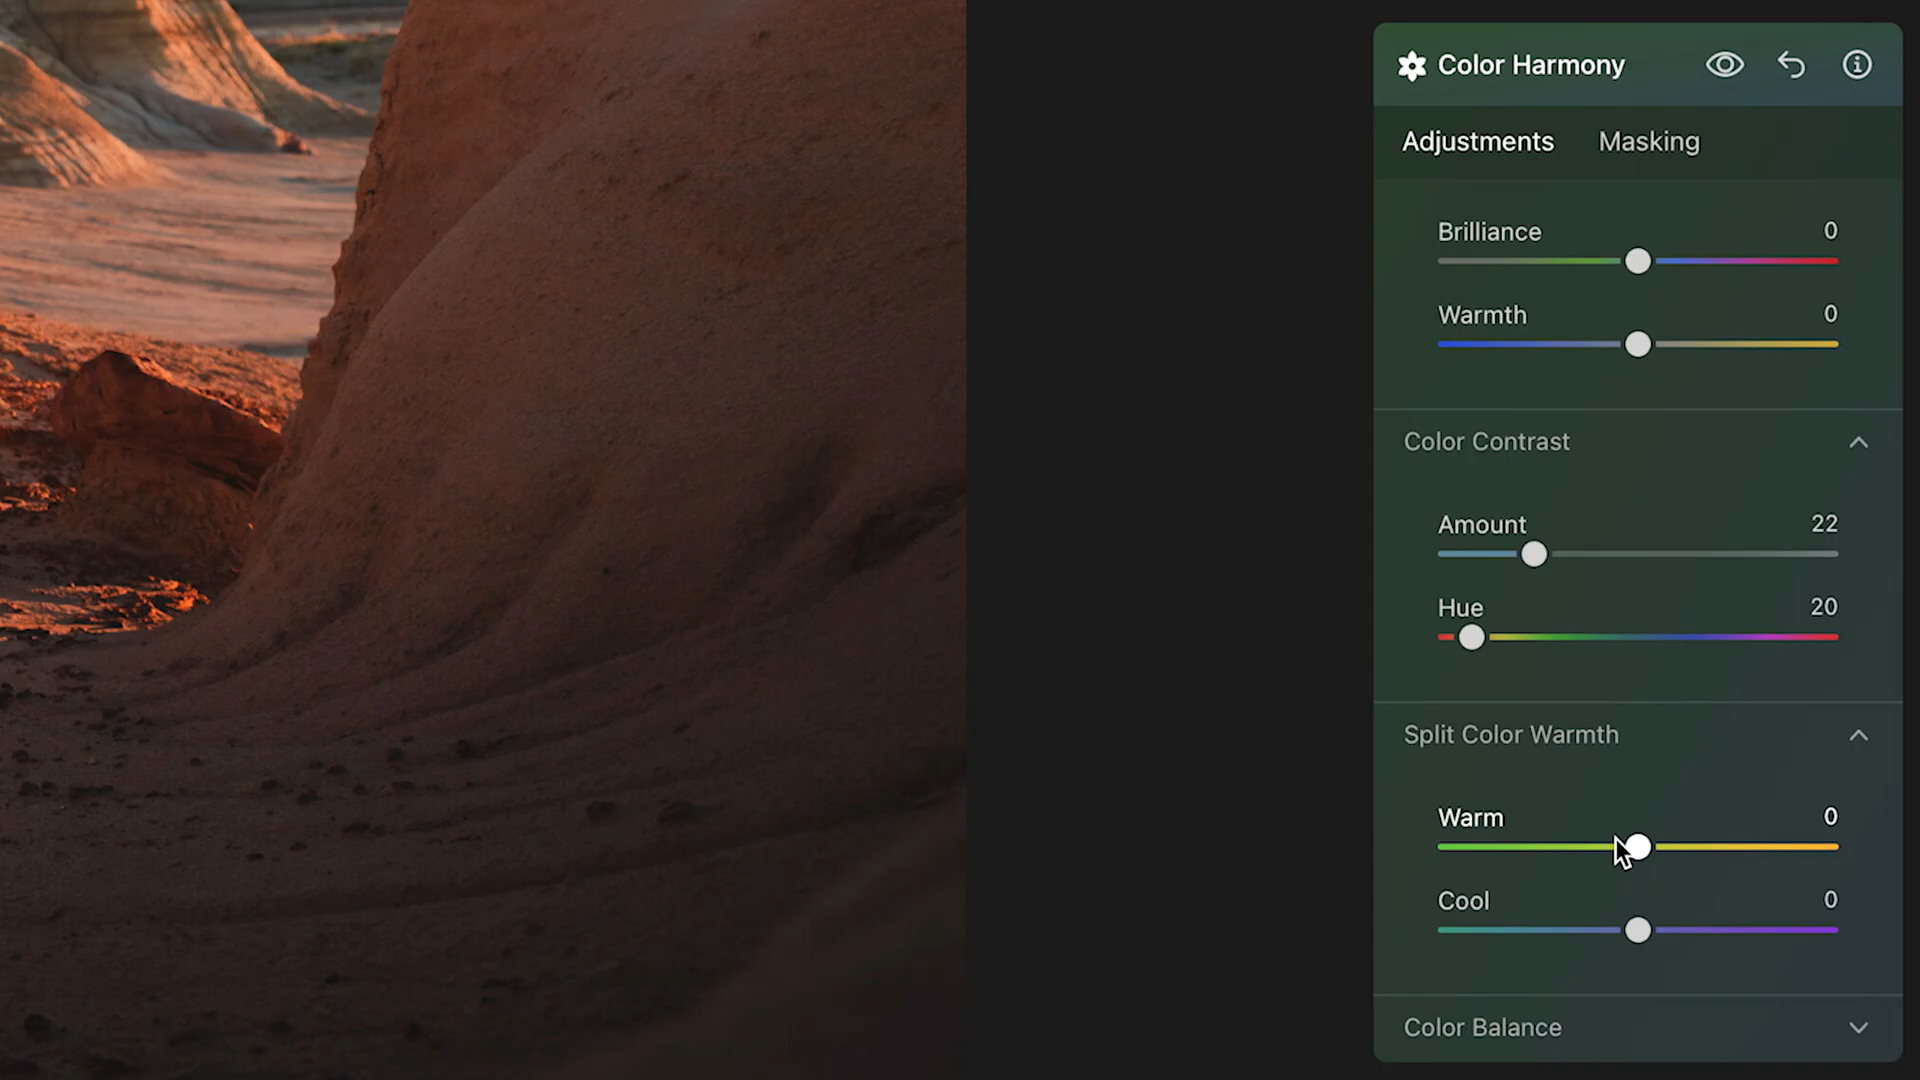 Color Harmony
Adjustments Masking
Brilliance 0
Warmth 0
Color Contrast
Amount 22
Hue 20
Split Color Warmth
Warm 0
Cool 0
Color Balance